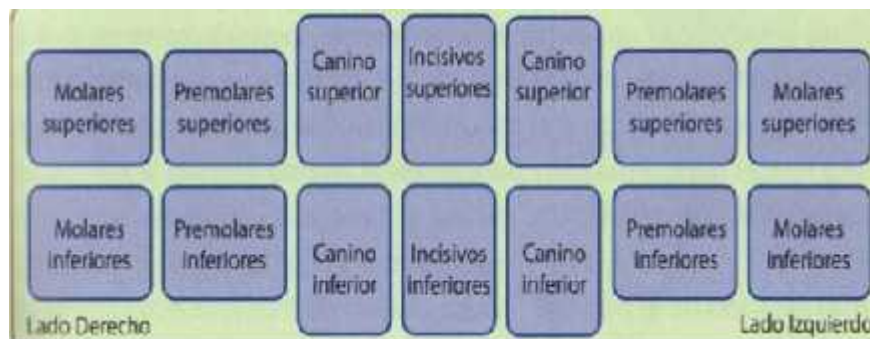 Molares
superiores
Premolares
superiores
Canino
superior
Incisivos
superiores
Canino
superior
Premolares
superiores
Molares
superiores
Molares
inferiores
Premolares
inferiores
Canino
inferior
Incisivos
inferiores
Canino
inferior
Premolares
inferiores
Molares
inferiores
Lado Derecho
Lado Izquierdo